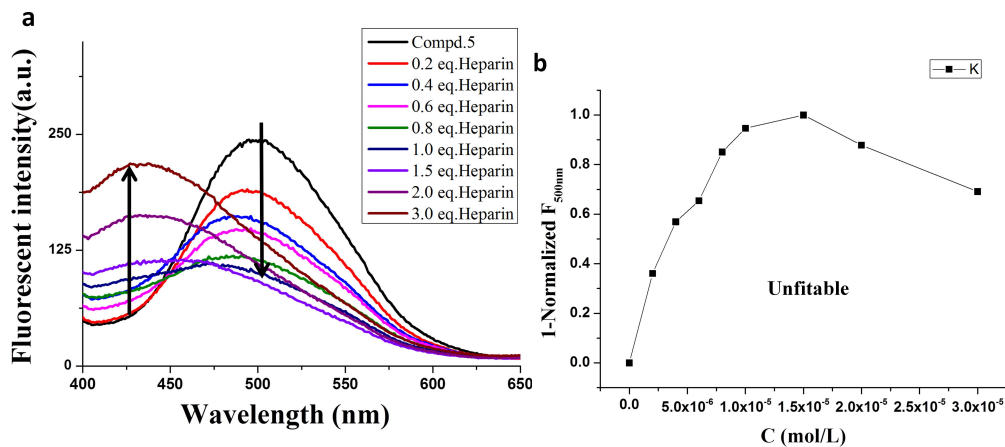 a
Fluorescent intensity(a.u.)
250
125
0
400 450 500 550 600 650
Wavelength (nm)
Compd.5
0.2 eq.Heparin
0.4 eq.Heparin
0.6 eq.Heparin
0.8 eq.Heparin
1.0 eq.Heparin
1.5 eq.Heparin
2.0 eq.Heparin
3.0 eq.Heparin
b
K
1-Normalized F500nm
1.0
0.8
0.6
0.4
0.2
0.0
Unfitable
0.0 5.0x10⁻⁶ 1.0x10⁻⁵ 1.5x10⁻⁵ 2.0x10⁻⁵ 2.5x10⁻⁵ 3.0x10⁻⁵
C (mol/L)